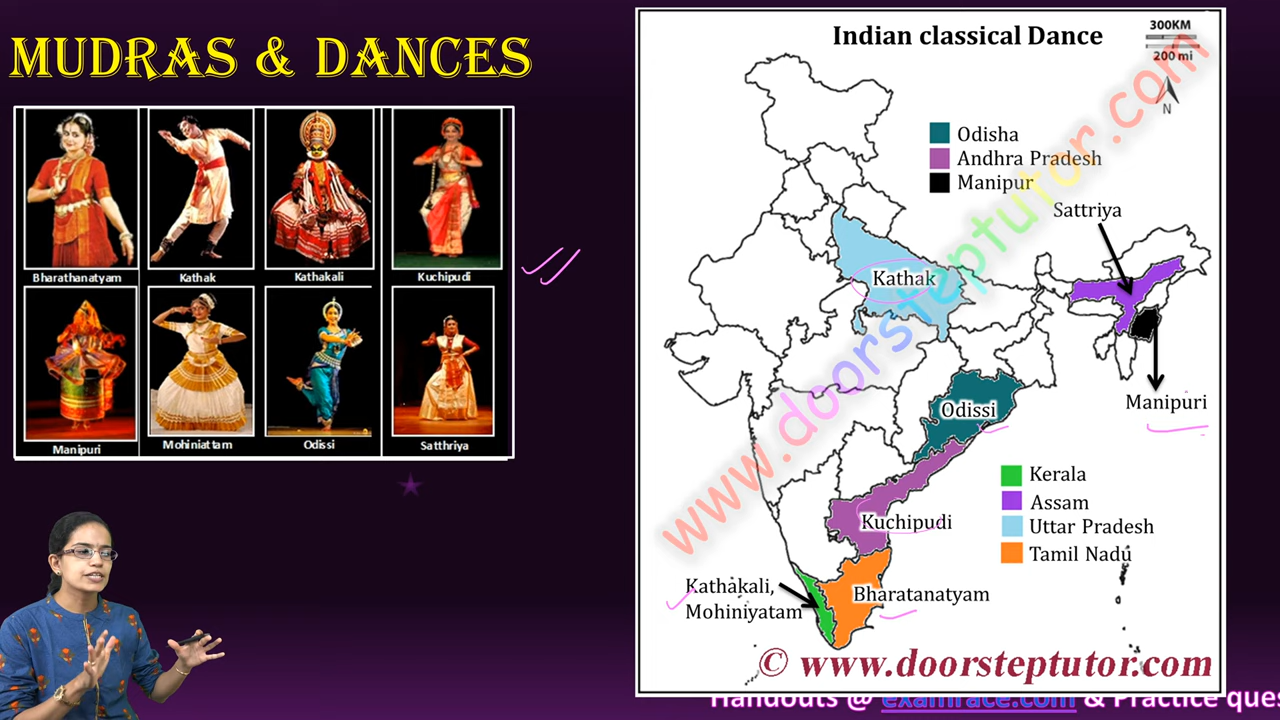 MUDRAS & DANCES
Bharathanatyam
Kathak
Kathakali
Kuchipudi
Manipuri
Mohiniattam
Odissi
Satthriya
Indian classical Dance
300KM
200 mi
N
Odisha
Andhra Pradesh
Manipur
Sattriya
Kathak
Odissi
Manipuri
Kerala
Assam
Uttar Pradesh
Tamil Nadu
Kuchipudi
Kathakali,
Mohiniyatam
Bharatanatyam
www.doorsteptutor.com
© www.doorsteptutor.com
Handouts @ examrace.com & Practice ques